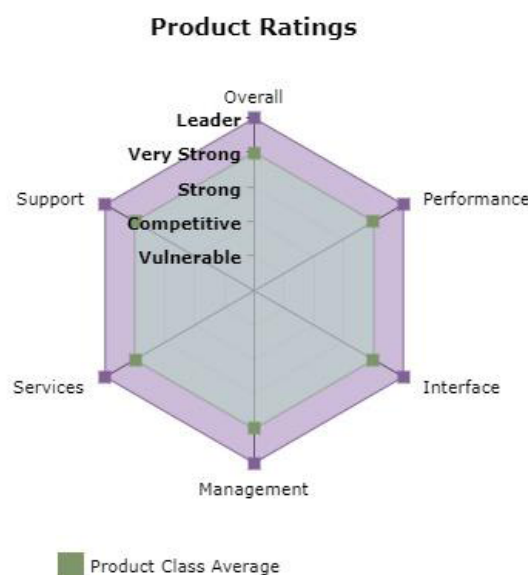 Product Ratings
Overall
Leader
Very Strong
Support
Strong
Performance
Competitive
Vulnerable
Services
Interface
Management
Product Class Average